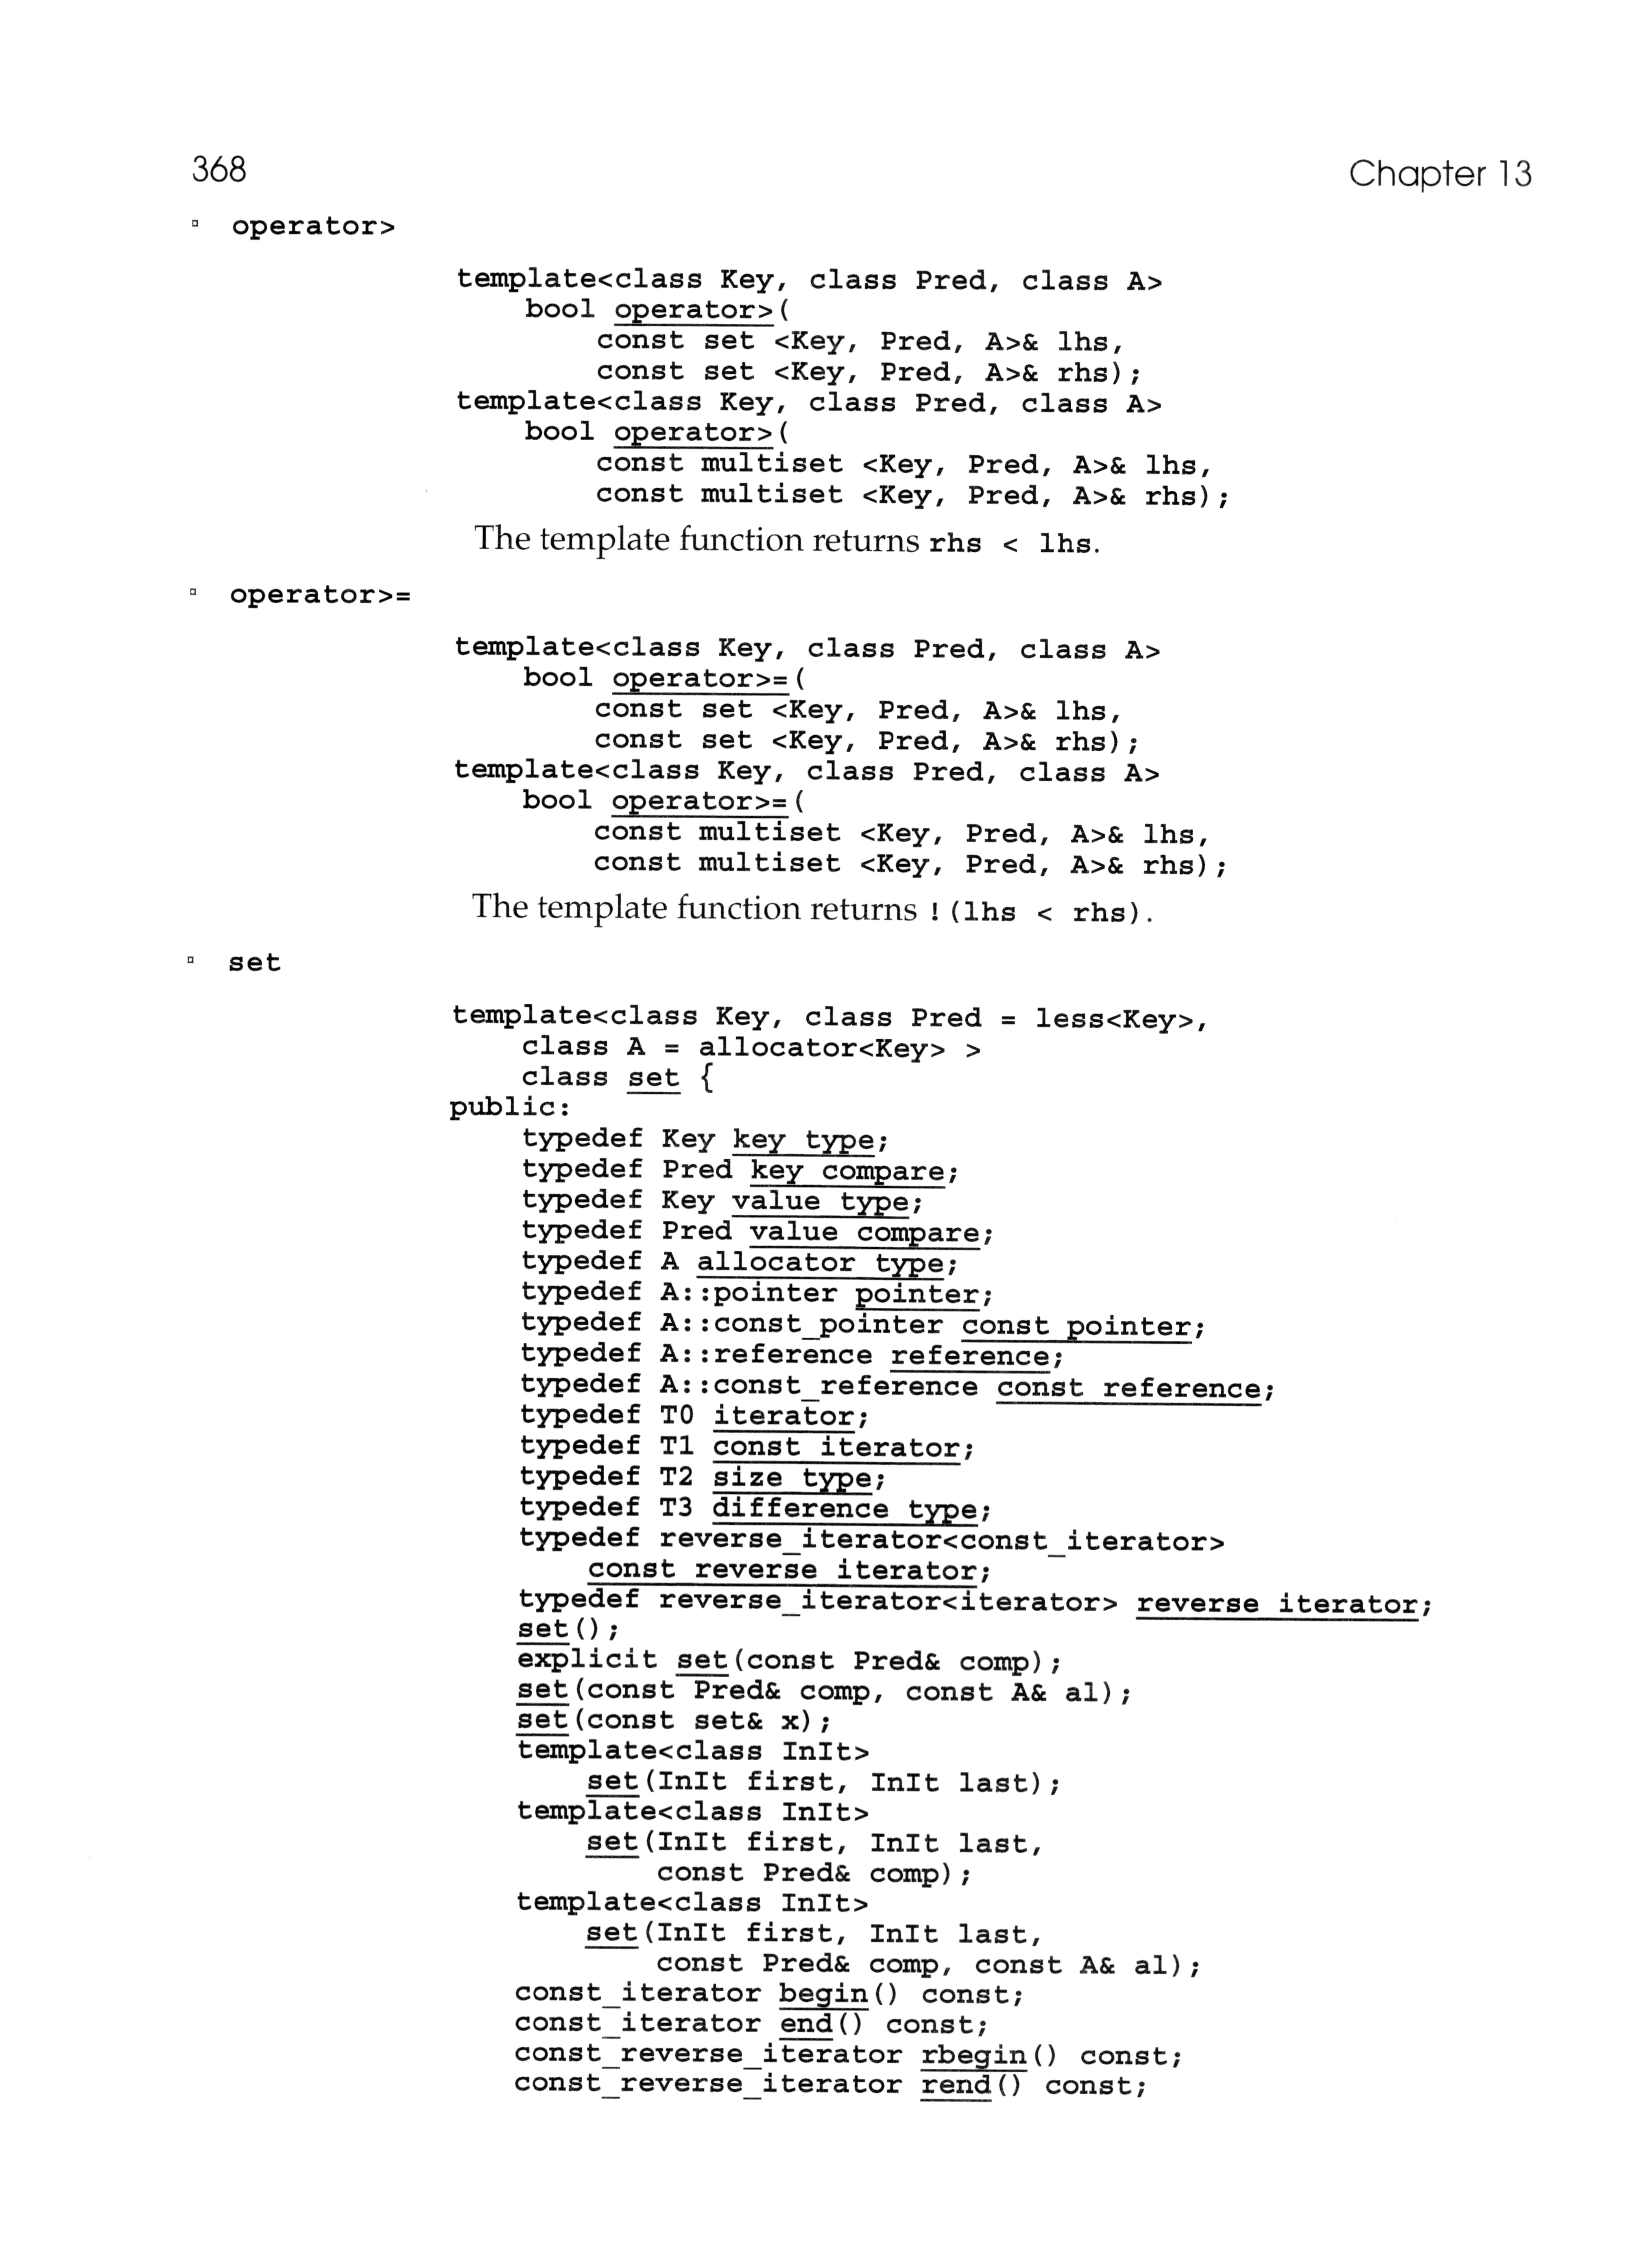 368 Chapter 13
▫ operator>
template<class Key, class Pred, class A>
    bool operator>(
        const set <Key, Pred, A>& lhs,
        const set <Key, Pred, A>& rhs);
template<class Key, class Pred, class A>
    bool operator>(
        const multiset <Key, Pred, A>& lhs,
        const multiset <Key, Pred, A>& rhs);
The template function returns rhs < lhs.
▫ operator>=
template<class Key, class Pred, class A>
    bool operator>=(
        const set <Key, Pred, A>& lhs,
        const set <Key, Pred, A>& rhs);
template<class Key, class Pred, class A>
    bool operator>=(
        const multiset <Key, Pred, A>& lhs,
        const multiset <Key, Pred, A>& rhs);
The template function returns !(lhs < rhs).
▫ set
template<class Key, class Pred = less<Key>,
    class A = allocator<Key> >
    class set {
public:
    typedef Key key_type;
    typedef Pred key_compare;
    typedef Key value_type;
    typedef Pred value_compare;
    typedef A allocator_type;
    typedef A::pointer pointer;
    typedef A::const_pointer const_pointer;
    typedef A::reference reference;
    typedef A::const_reference const_reference;
    typedef T0 iterator;
    typedef T1 const_iterator;
    typedef T2 size_type;
    typedef T3 difference_type;
    typedef reverse_iterator<const_iterator>
        const_reverse_iterator;
    typedef reverse_iterator<iterator> reverse_iterator;
    set();
    explicit set(const Pred& comp);
    set(const Pred& comp, const A& al);
    set(const set& x);
    template<class InIt>
        set(InIt first, InIt last);
    template<class InIt>
        set(InIt first, InIt last,
            const Pred& comp);
    template<class InIt>
        set(InIt first, InIt last,
            const Pred& comp, const A& al);
    const_iterator begin() const;
    const_iterator end() const;
    const_reverse_iterator rbegin() const;
    const_reverse_iterator rend() const;